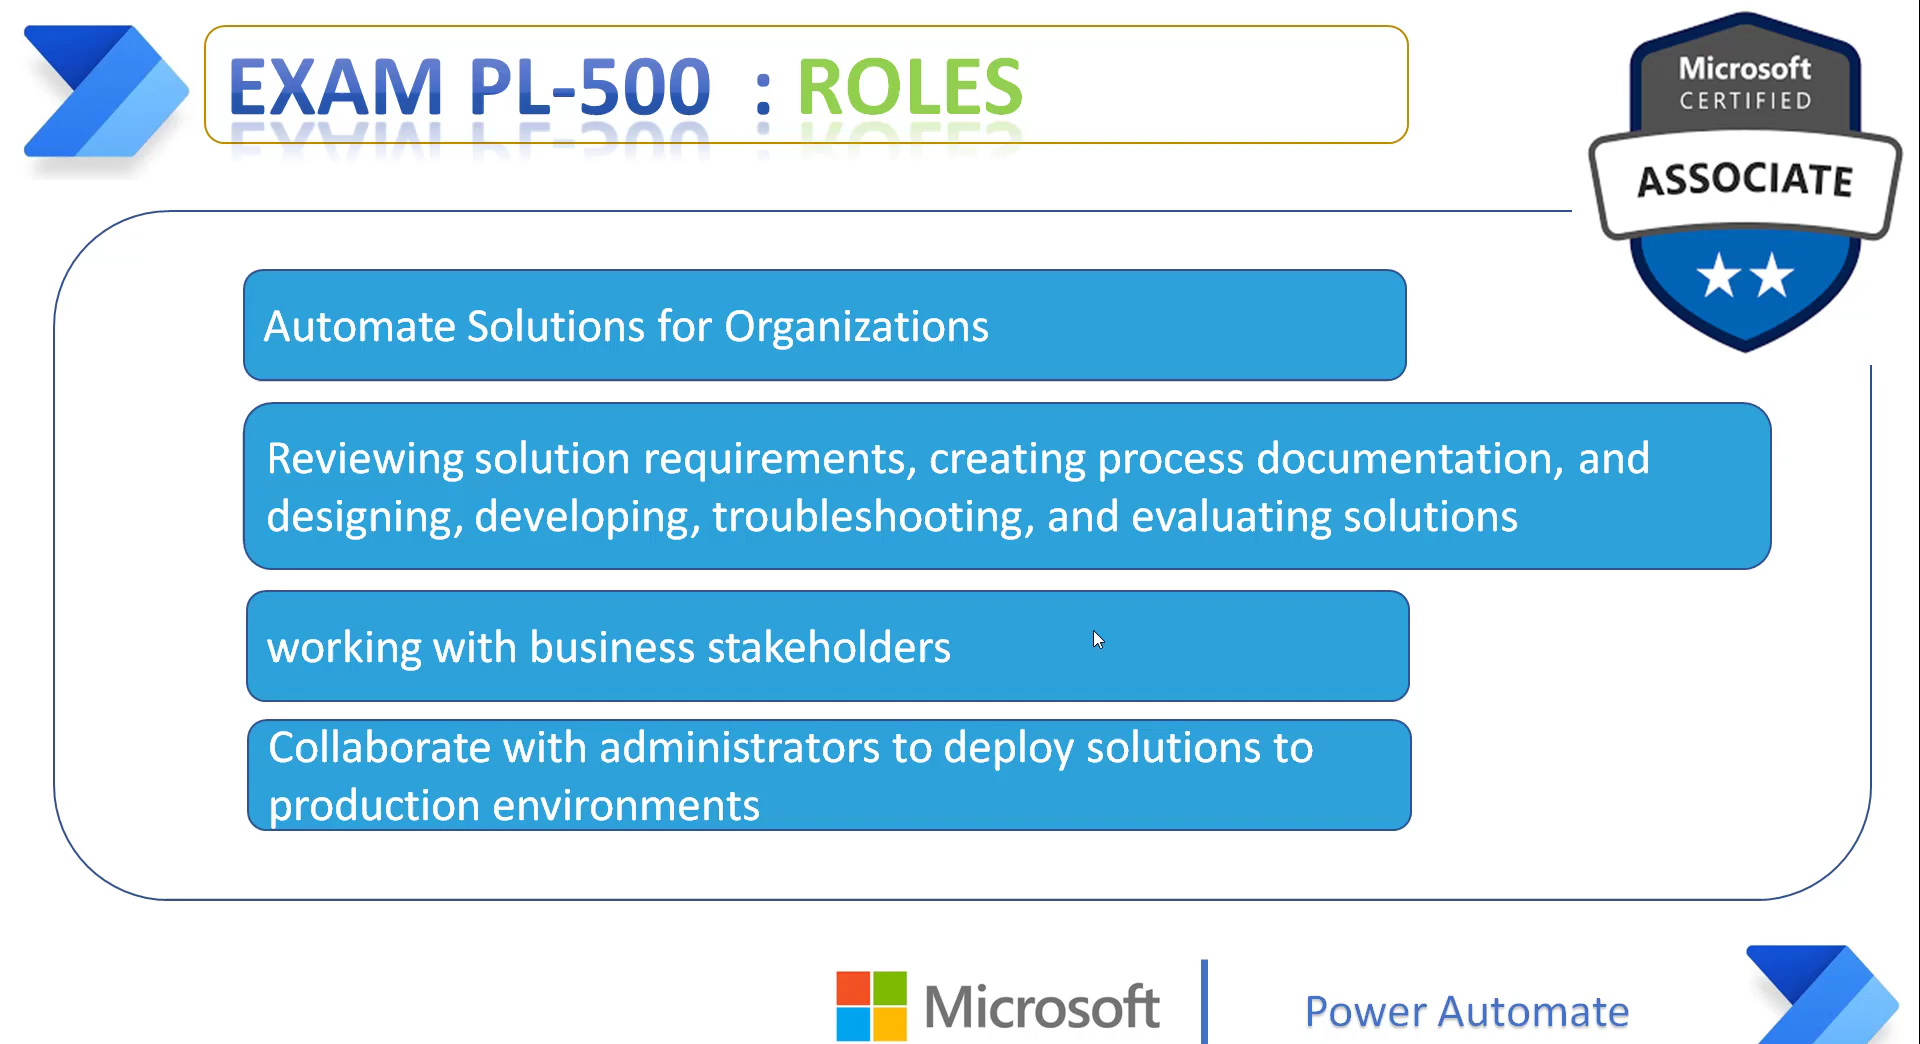 EXAM PL-500 : ROLES
Microsoft
CERTIFIED
ASSOCIATE
Automate Solutions for Organizations
Reviewing solution requirements, creating process documentation, and
designing, developing, troubleshooting, and evaluating solutions
working with business stakeholders
Collaborate with administrators to deploy solutions to
production environments
Microsoft
Power Automate